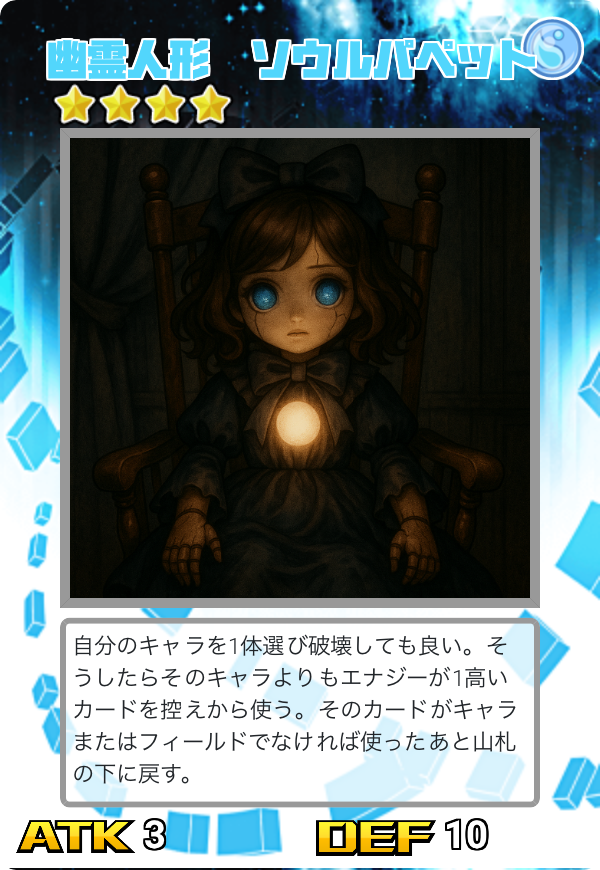 幽霊人形　ソウルパペット
自分のキャラを1体選び破壊しても良い。そ
うしたらそのキャラよりもエナジーが1高い
カードを控えから使う。そのカードがキャラ
またはフィールドでなければ使ったあと山札
の下に戻す。
ATK 3 DEF 10